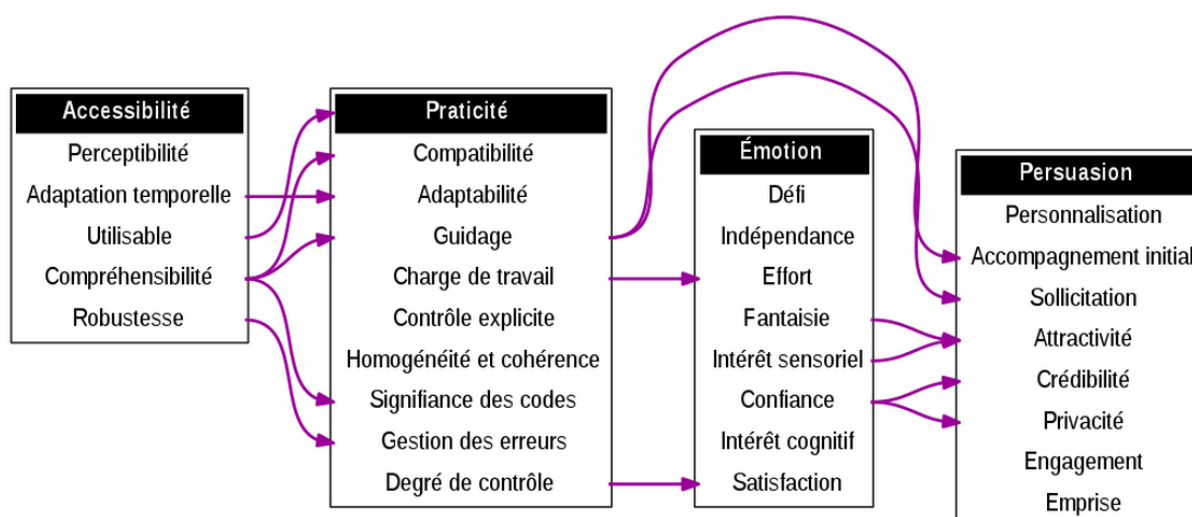 Accessibilité
Perceptibilité
Adaptation temporelle
Utilisable
Compréhensibilité
Robustesse
Praticité
Compatibilité
Adaptabilité
Guidage
Charge de travail
Contrôle explicite
Homogénéité et cohérence
Signifiance des codes
Gestion des erreurs
Degré de contrôle
Émotion
Défi
Indépendance
Effort
Fantaisie
Intérêt sensoriel
Confiance
Intérêt cognitif
Satisfaction
Persuasion
Personnalisation
Accompagnement initial
Sollicitation
Attractivité
Crédibilité
Privacité
Engagement
Emprise